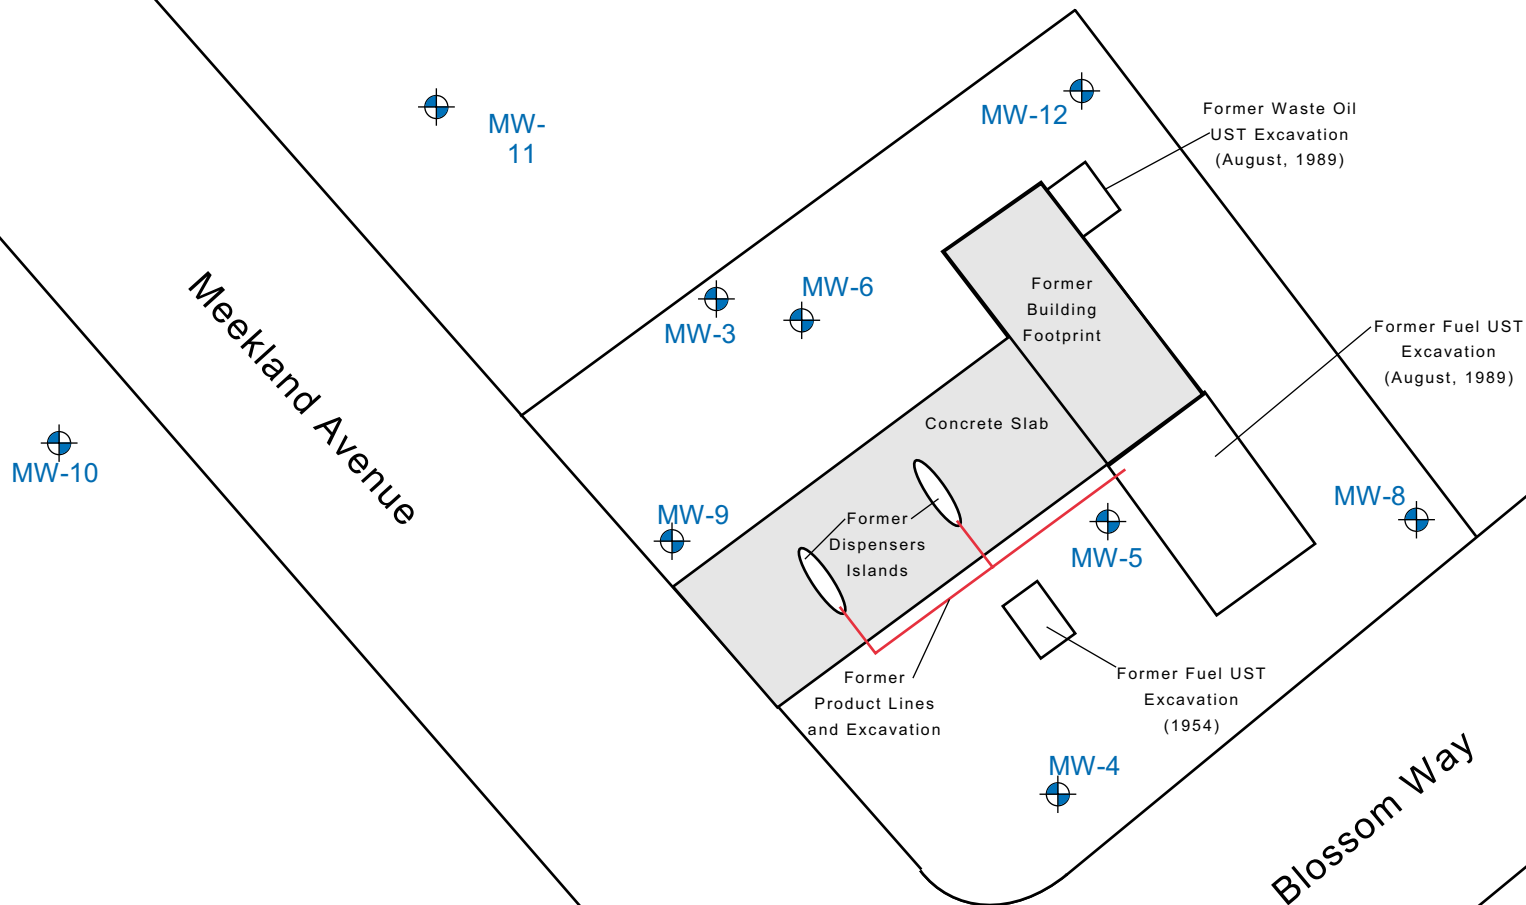 MW-
11
MW-12
Former Waste Oil
UST Excavation
(August, 1989)
Meekland Avenue
MW-3
MW-6
Former
Building
Footprint
Former Fuel UST
Excavation
(August, 1989)
Concrete Slab
MW-10
MW-9
Former
Dispensers
Islands
MW-5
MW-8
Former
Product Lines
and Excavation
Former Fuel UST
Excavation
(1954)
MW-4
Blossom Way